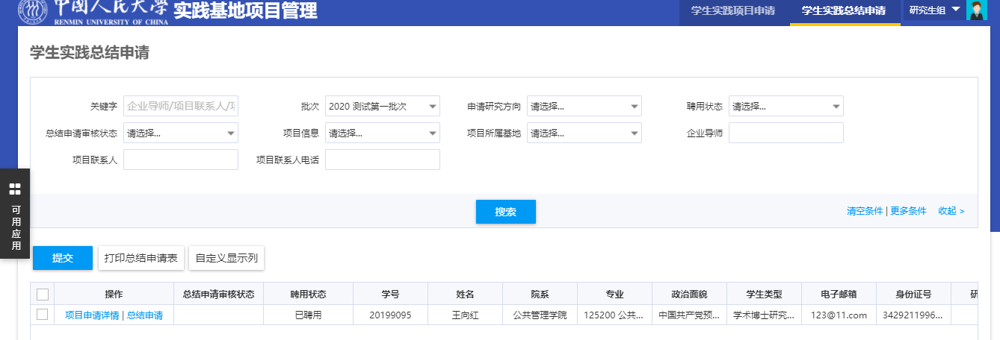 中国人民大学 实践基地项目管理 学生实践项目申请 学生实践总结申请 研究生组
RENMIN UNIVERSITY OF CHINA
学生实践总结申请
关键字 企业导师/项目联系人/项 批次 2020 测试第一批次 申请研究方向 请选择... 聘用状态 请选择...
总结申请审核状态 请选择... 项目信息 请选择... 项目所属基地 请选择... 企业导师
项目联系人 项目联系人电话
可用应用
搜索 清空条件 | 更多条件 收起 >
提交 打印总结申请表 自定义显示列
操作 总结申请审核状态 聘用状态 学号 姓名 院系 专业 政治面貌 学生类型 电子邮箱 身份证号 研
项目申请详情 | 总结申请 已聘用 20199095 王向红 公共管理学院 125200 公共... 中国共产党预... 学术博士研究... 123@11.com 3429211996...